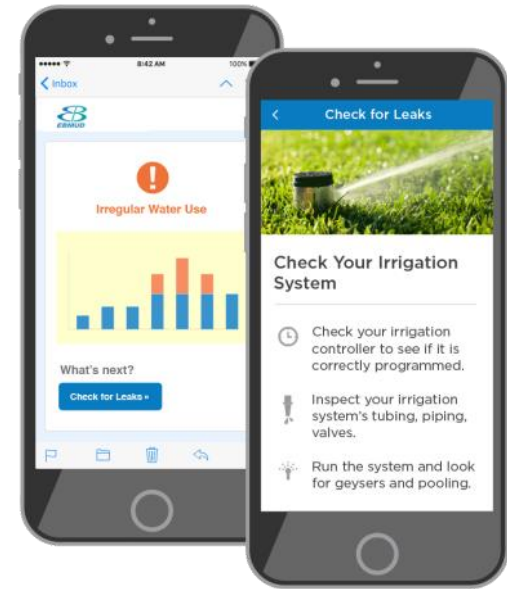 8:42 AM
100%
Inbox
EBMUD
Irregular Water Use
What's next?
Check for Leaks »
Check for Leaks
Check Your Irrigation
System
Check your irrigation
controller to see if it is
correctly programmed.
Inspect your irrigation
system's tubing, piping,
valves.
Run the system and look
for geysers and pooling.